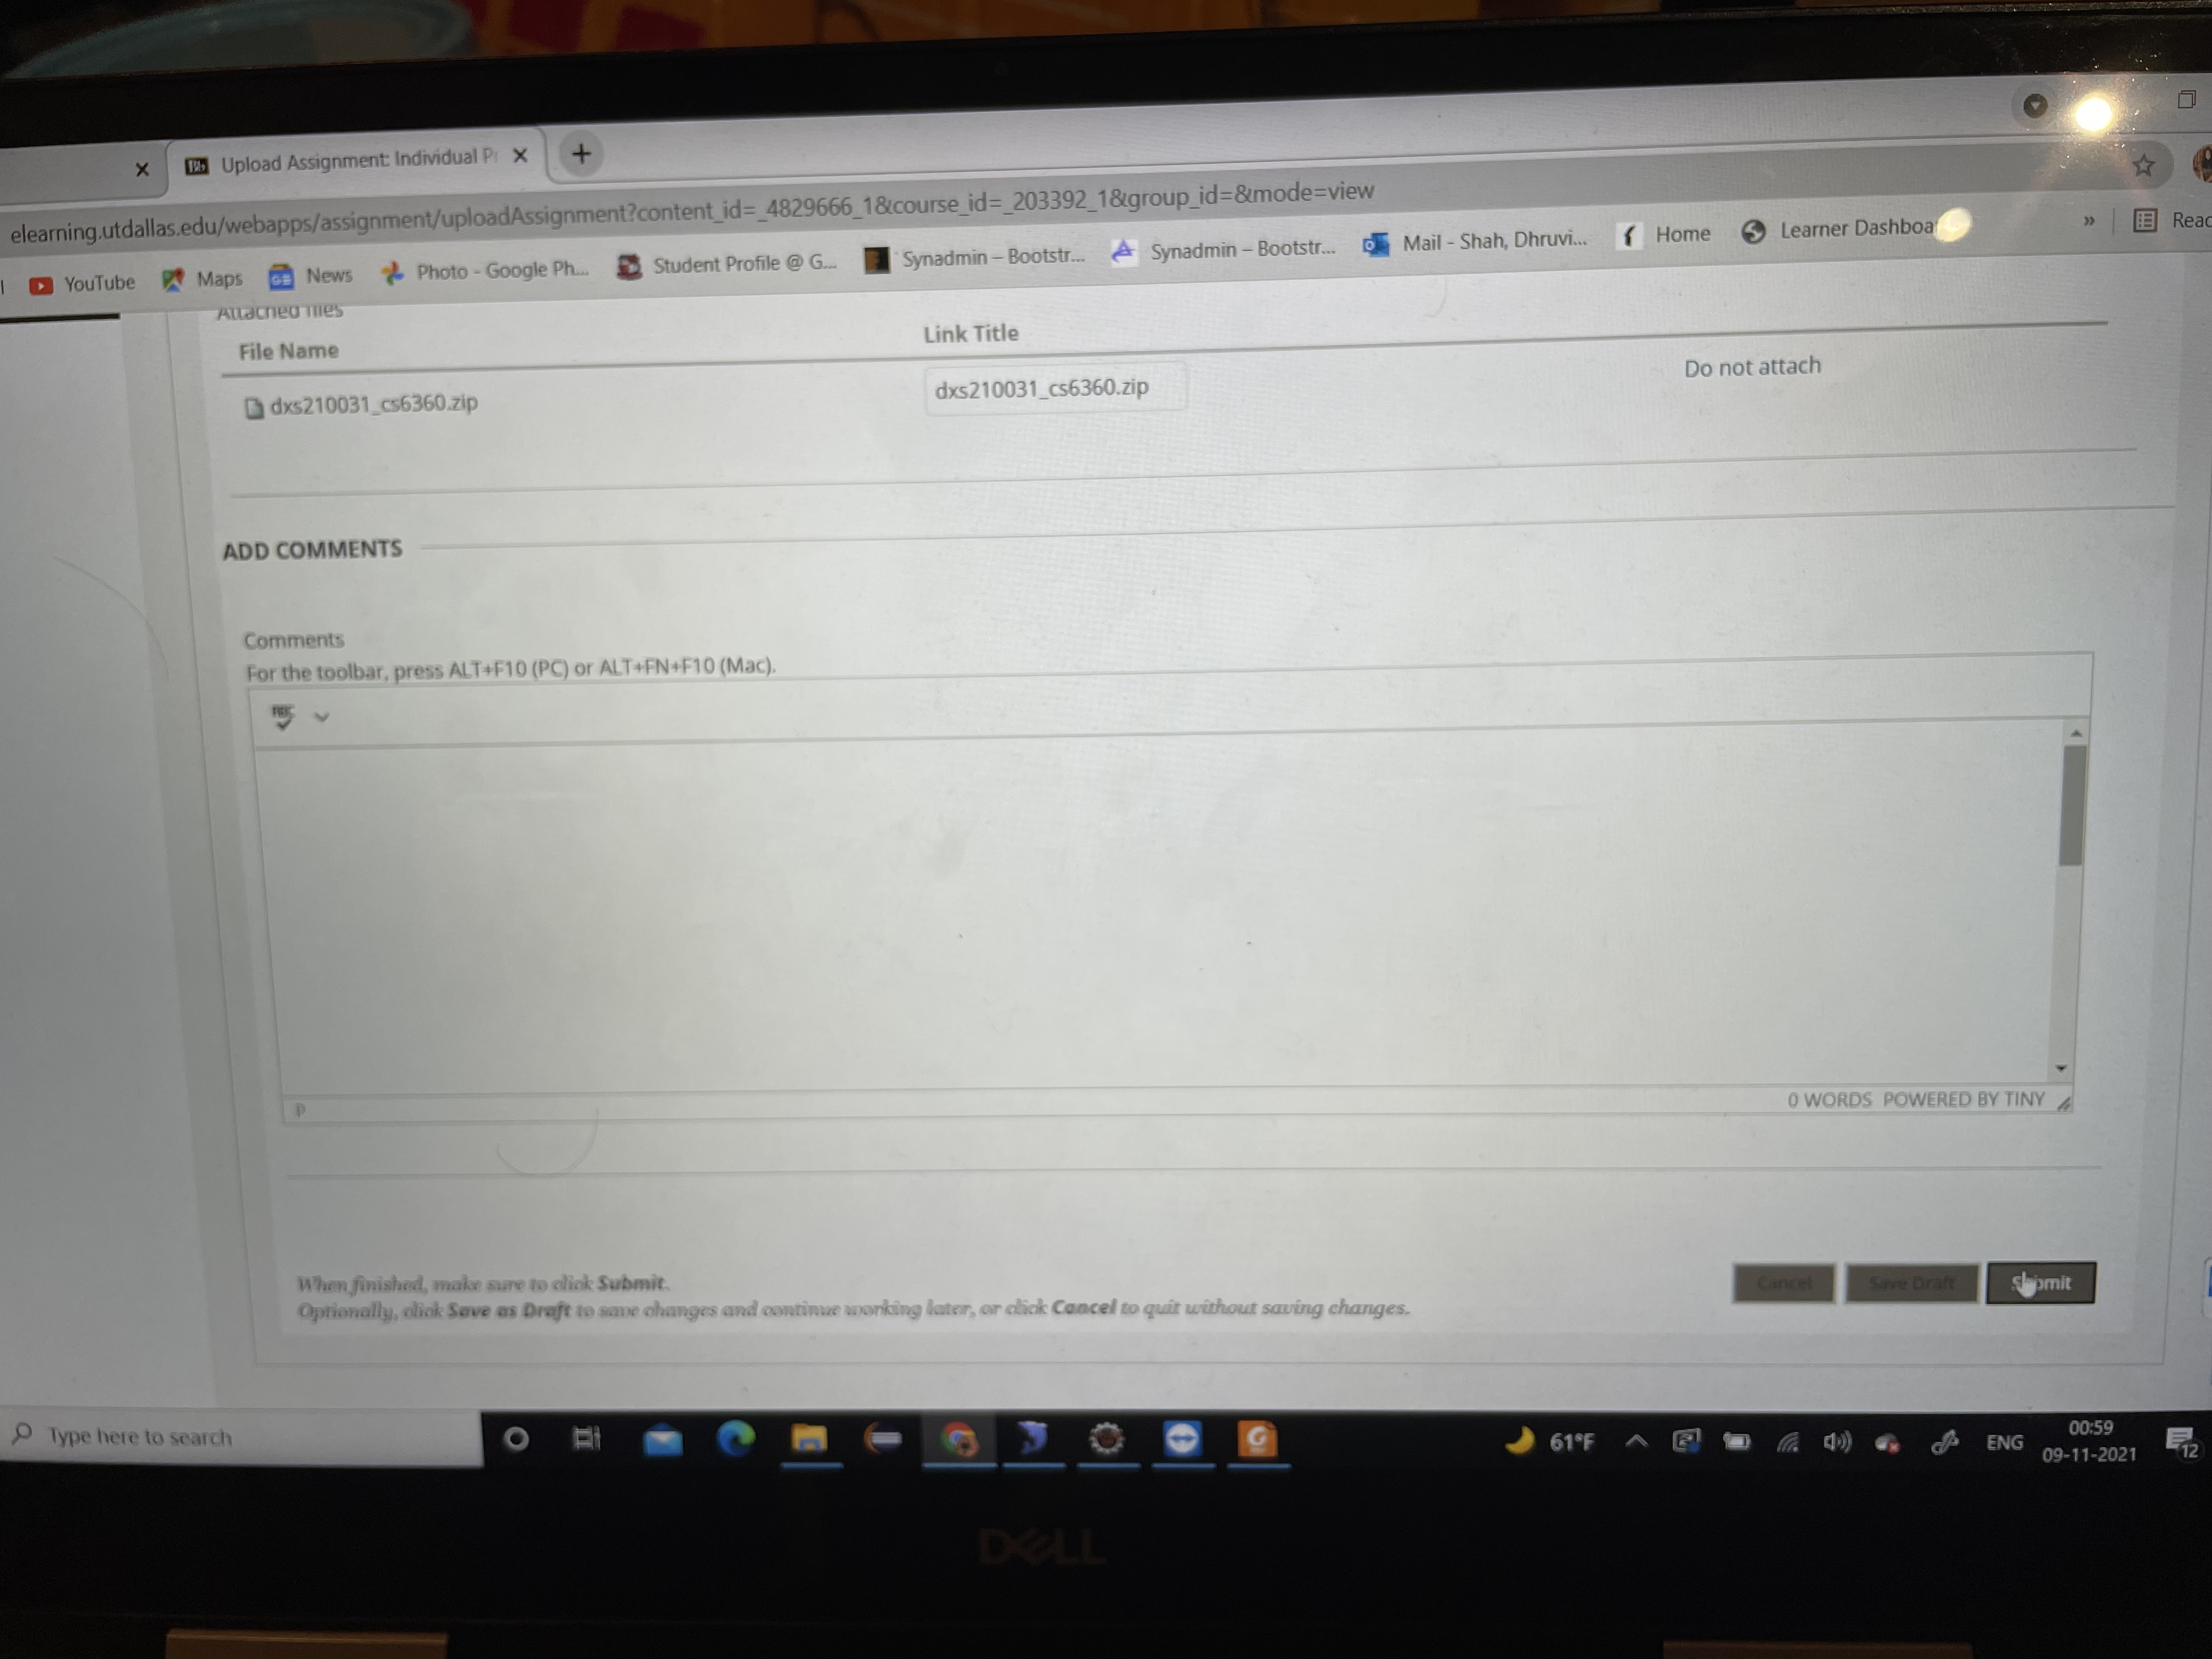 Upload Assignment: Individual Pr
elearning.utdallas.edu/webapps/assignment/uploadAssignment?content_id=_4829666_1&course_id=_203392_1&group_id=&mode=view
YouTube Maps News Photo - Google Ph... Student Profile @ G... Synadmin – Bootstr... Synadmin – Bootstr... Mail - Shah, Dhruvi... Home Learner Dashboa » Reac
Attached files
File Name Link Title
dxs210031_cs6360.zip dxs210031_cs6360.zip Do not attach
ADD COMMENTS
Comments
For the toolbar, press ALT+F10 (PC) or ALT+FN+F10 (Mac).
P 0 WORDS POWERED BY TINY
When finished, make sure to click Submit.
Optionally, click Save as Draft to save changes and continue working later, or click Cancel to quit without saving changes.
Cancel Save Draft Submit
Type here to search 61°F ENG 00:59
09-11-2021 12
DELL